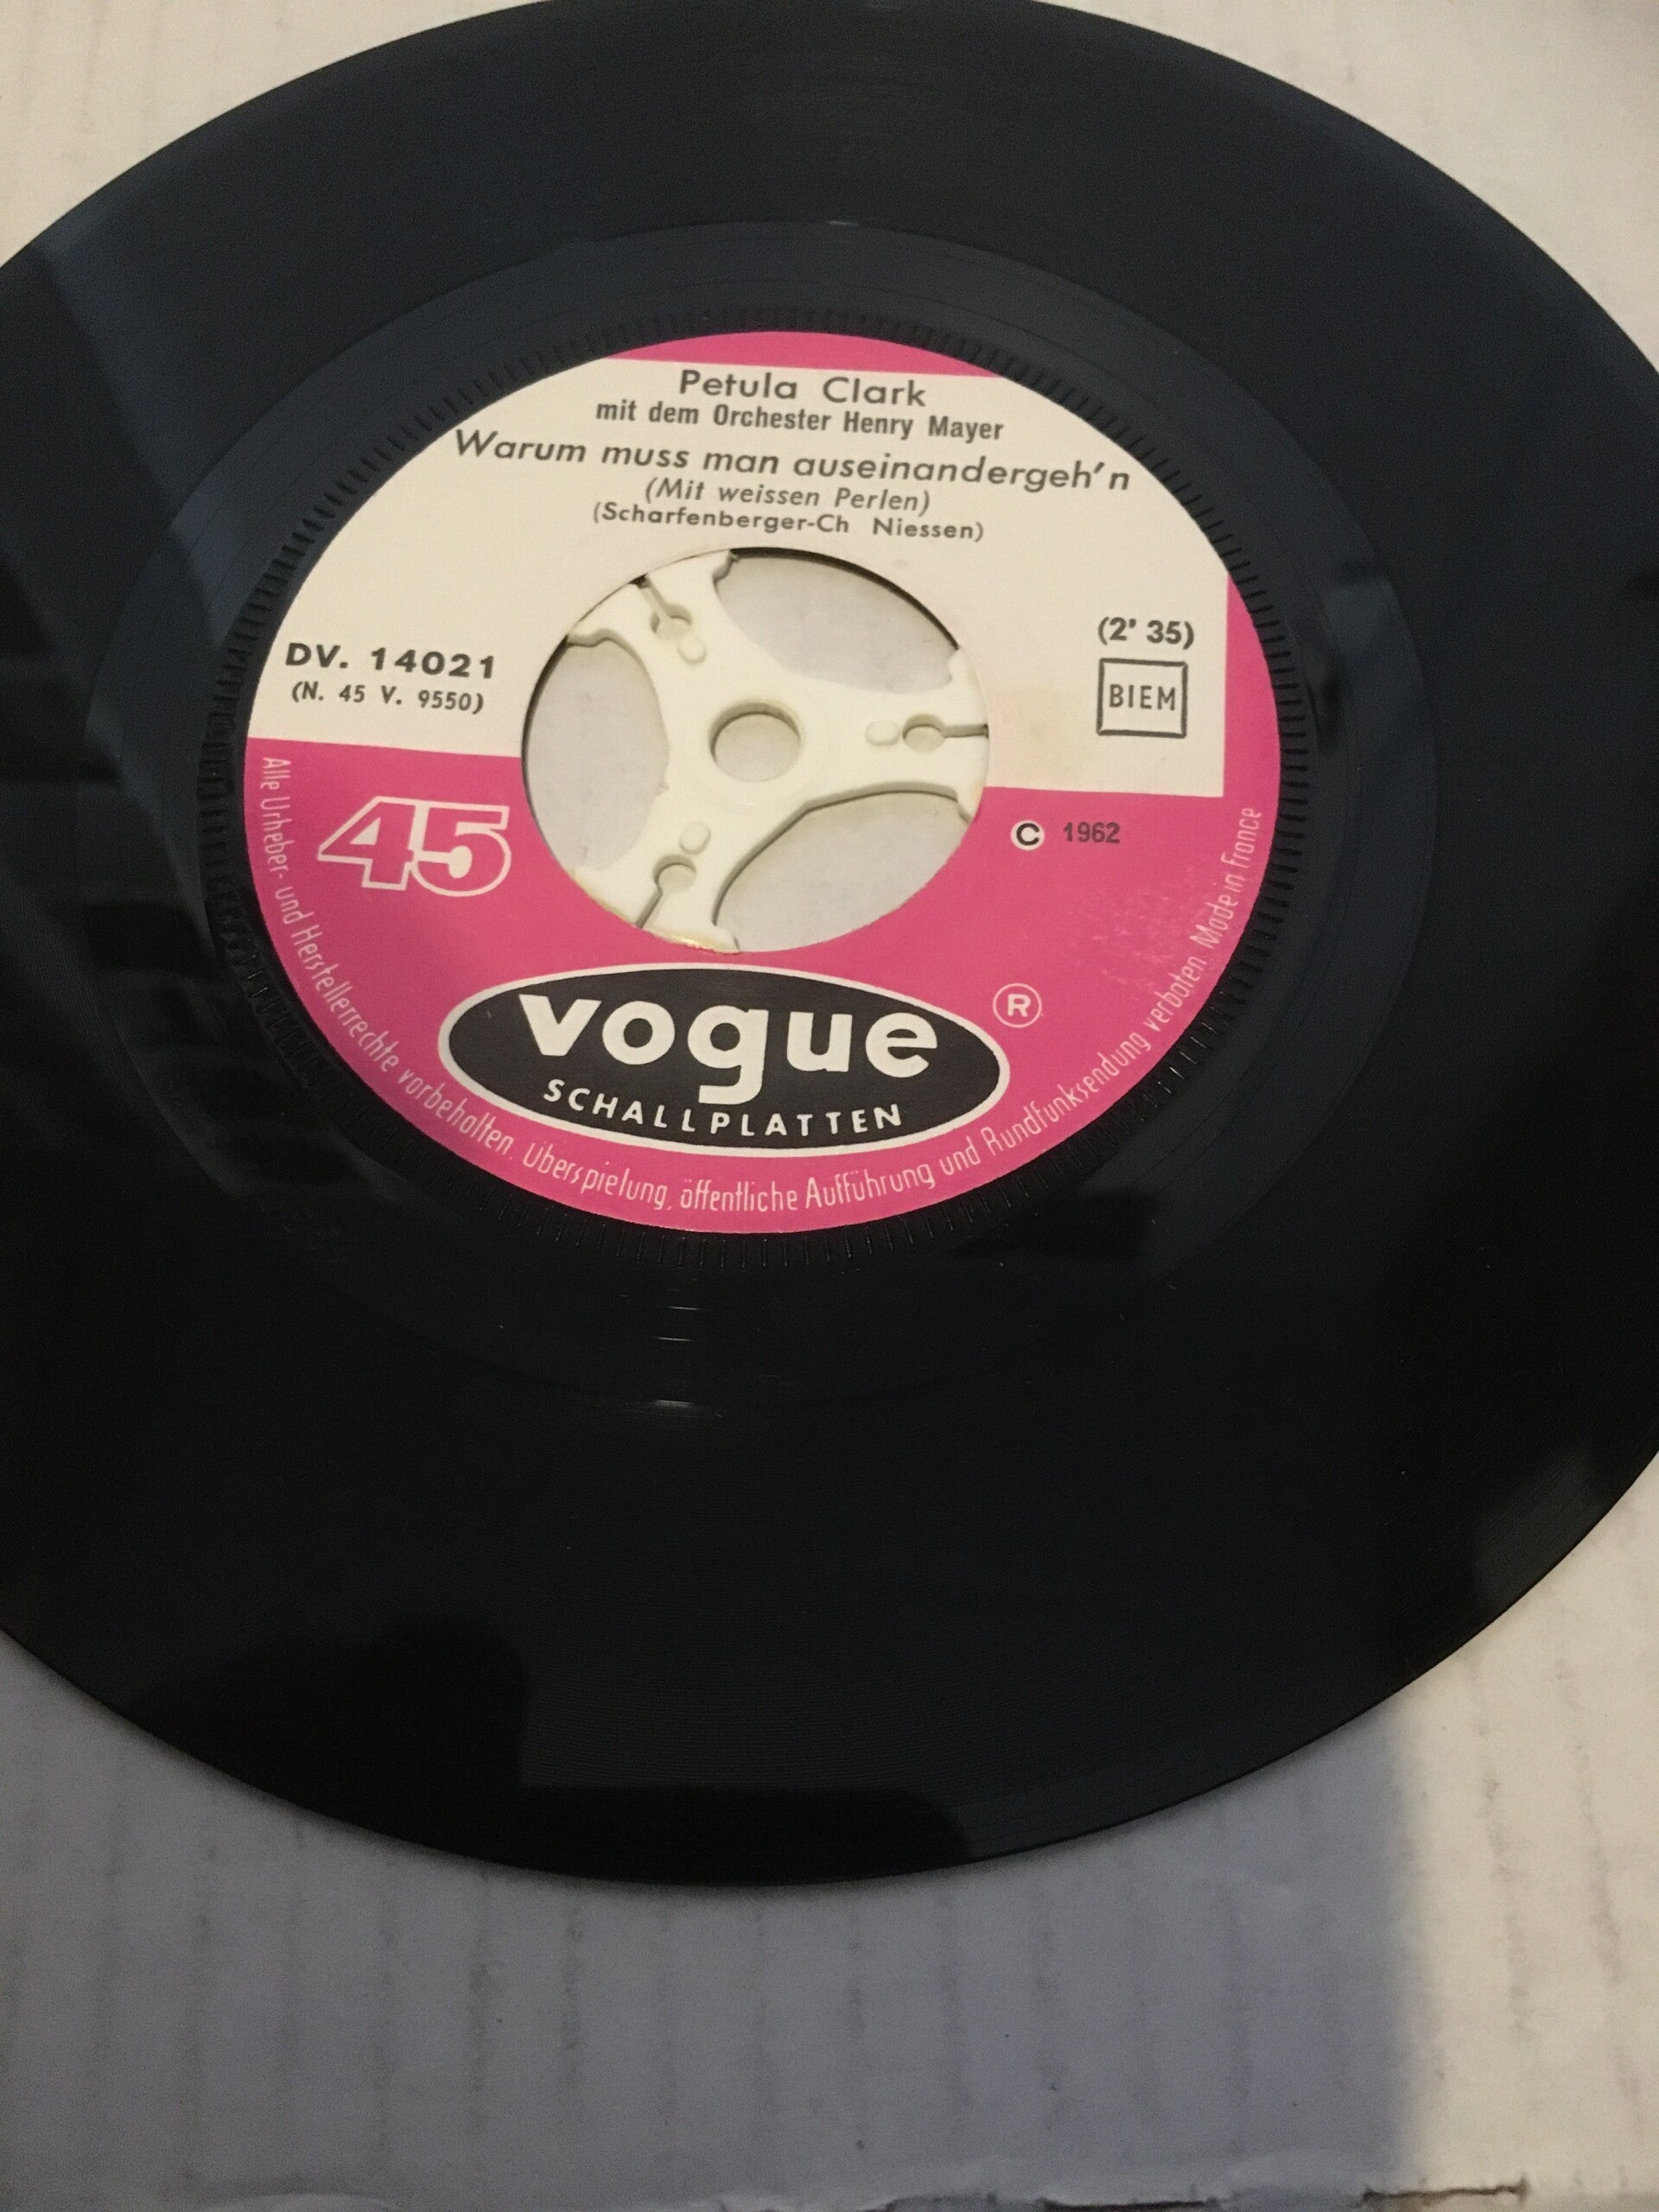 Petula Clark
mit dem Orchester Henry Mayer
Warum muss man auseinandergeh'n
(Mit weissen Perlen)
(Scharfenberger-Ch Niessen)
DV. 14021
(N. 45 V. 9550)
(2' 35)
BIEM
45
C 1962
vogue
R
SCHALLPLATTEN
Alle Urheber- und Herstellerrechte vorbehalten. Überspielung, öffentliche Aufführung und Rundfunksendung verboten. Made in France